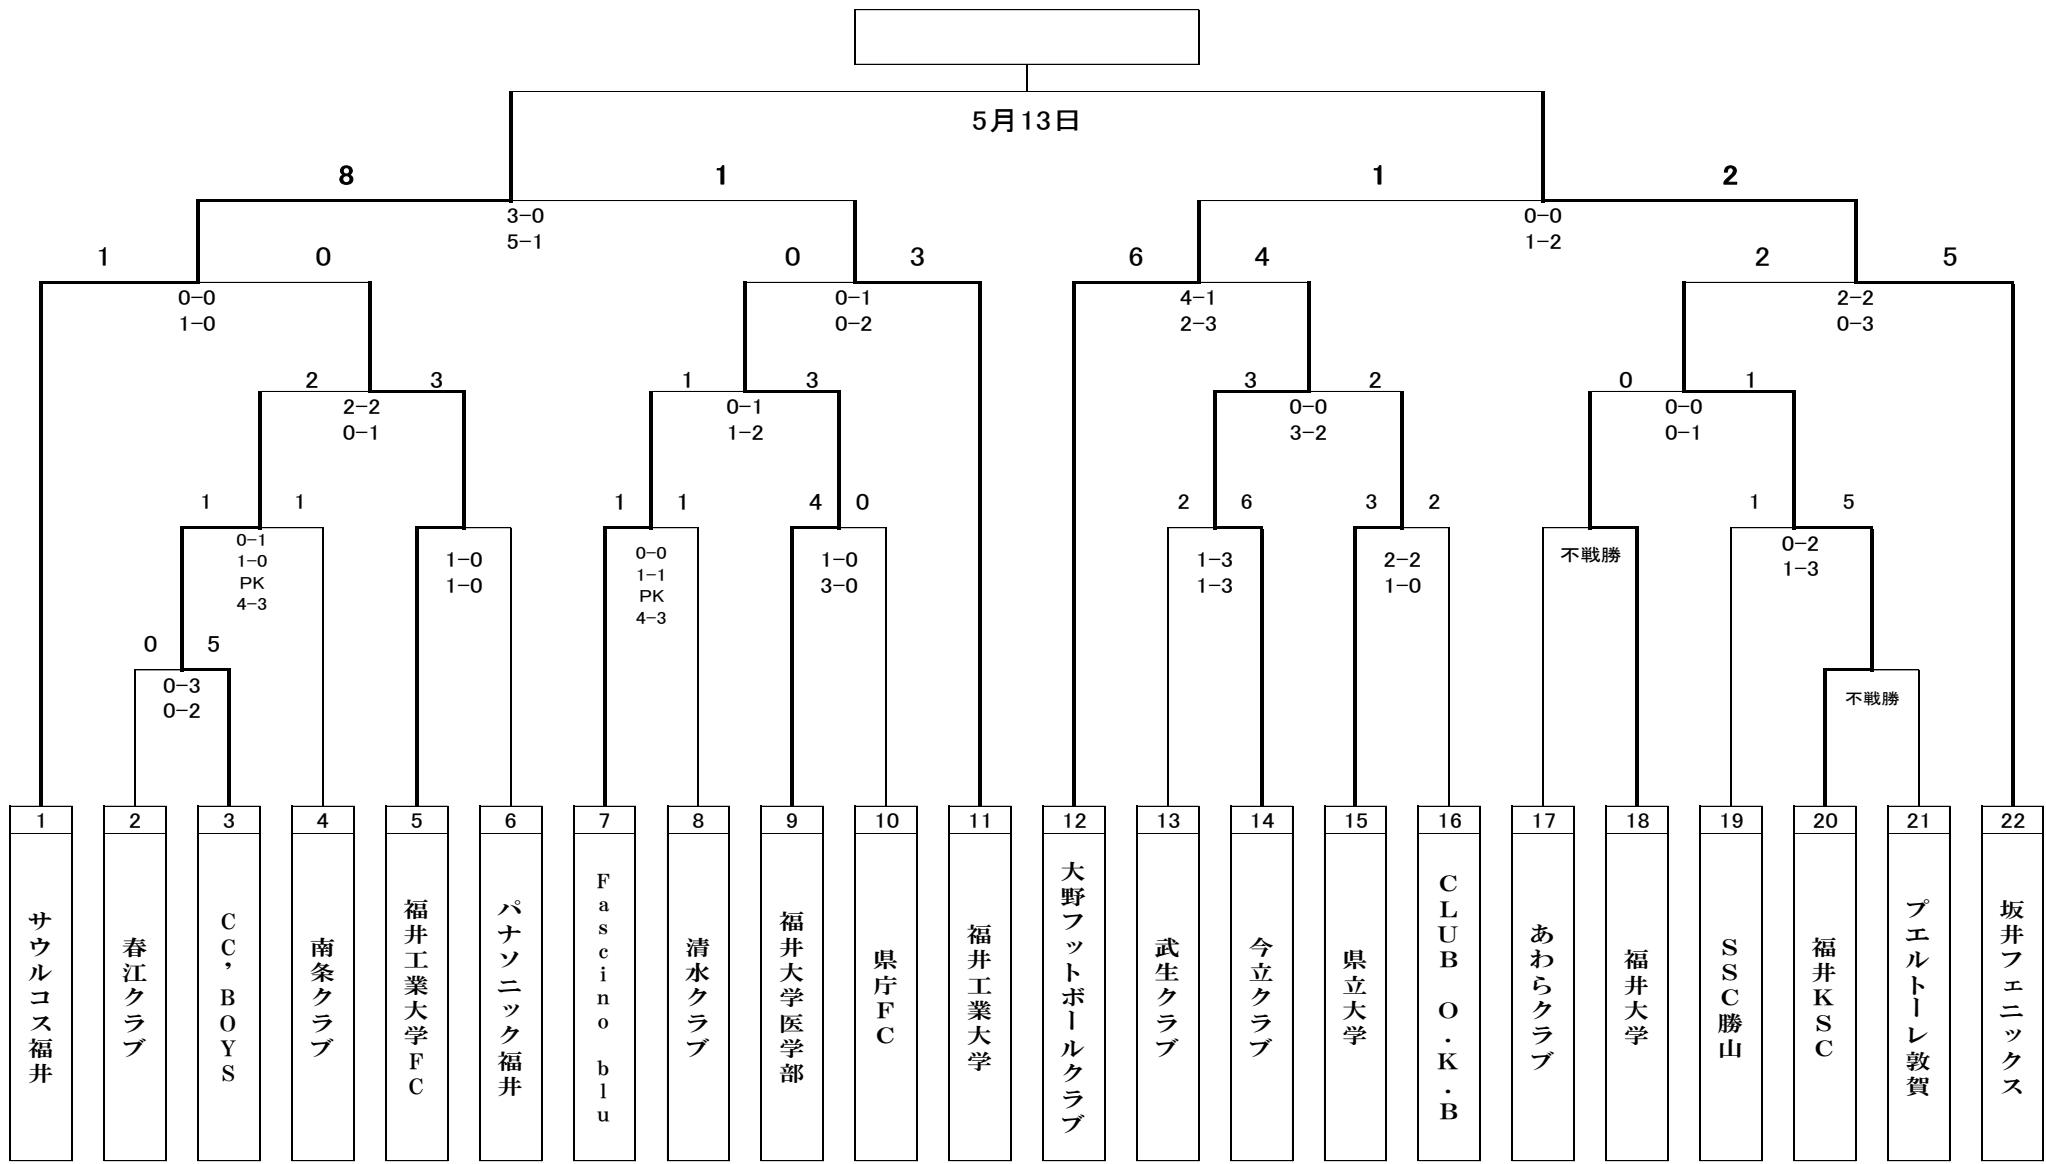 5月13日
8 1 1 2
3-0 0-0
5-1 1-2
1 0 0 3 6 4 2 5
0-0 0-1 4-1 2-2
1-0 0-2 2-3 0-3
2 3 1 3 3 2 0 1
2-2 0-1 0-0 0-0
0-1 1-2 3-2 0-1
1 1 1 1 4 0 2 6 3 2 1 5
0-1
1-0
PK
4-3
1-0
1-0
0-0
1-1
PK
4-3
1-0
3-0
1-3
1-3
2-2
1-0
不戦勝
0-2
1-3
0 5
0-3
0-2
不戦勝
1 2 3 4 5 6 7 8 9 10 11 12 13 14 15 16 17 18 19 20 21 22
サウルコス福井
春江クラブ
CC’BOYS
南条クラブ
福井工業大学FC
パナソニック福井
Fascino blu
清水クラブ
福井大学医学部
県庁FC
福井工業大学
大野フットボールクラブ
武生クラブ
今立クラブ
県立大学
CLUB O.K.B
あわらクラブ
福井大学
SSC勝山
福井KSC
プエルトーレ敦賀
坂井フェニックス